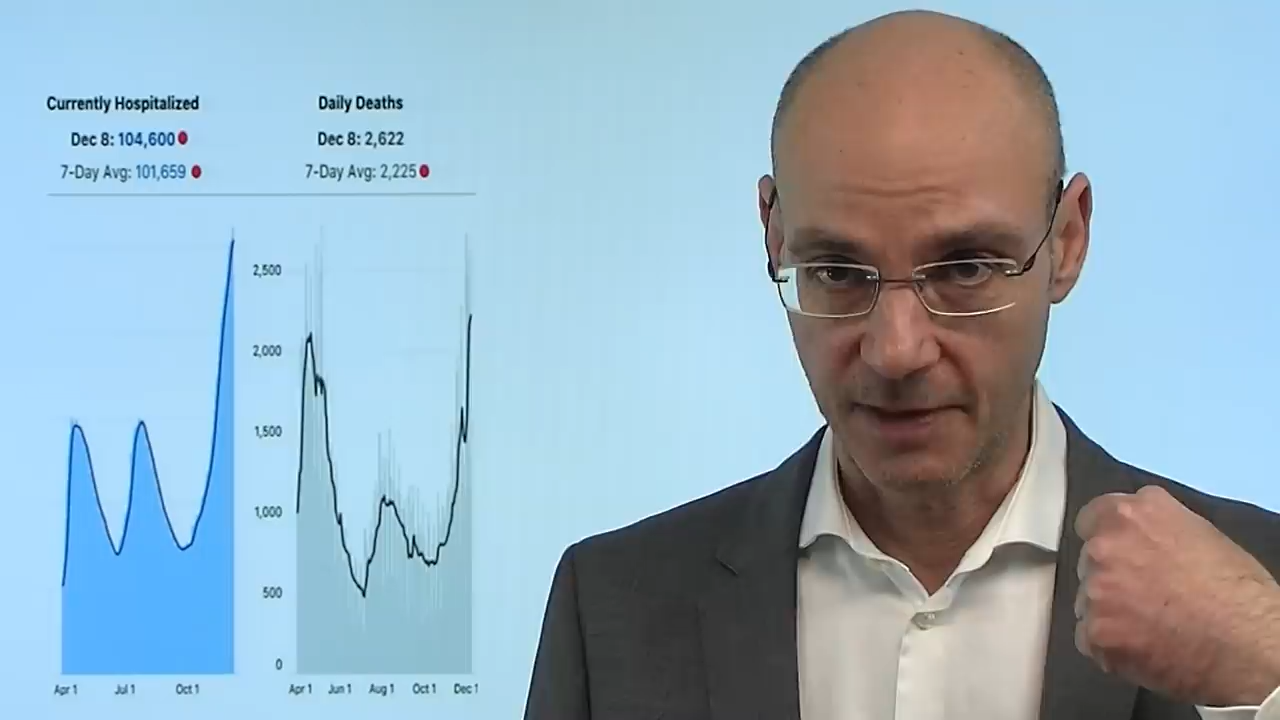 Currently Hospitalized
Dec 8: 104,600
7-Day Avg: 101,659
Apr 1 Jul 1 Oct 1
Daily Deaths
Dec 8: 2,622
7-Day Avg: 2,225
2,500
2,000
1,500
1,000
500
0
Apr 1 Jun 1 Aug 1 Oct 1 Dec 1